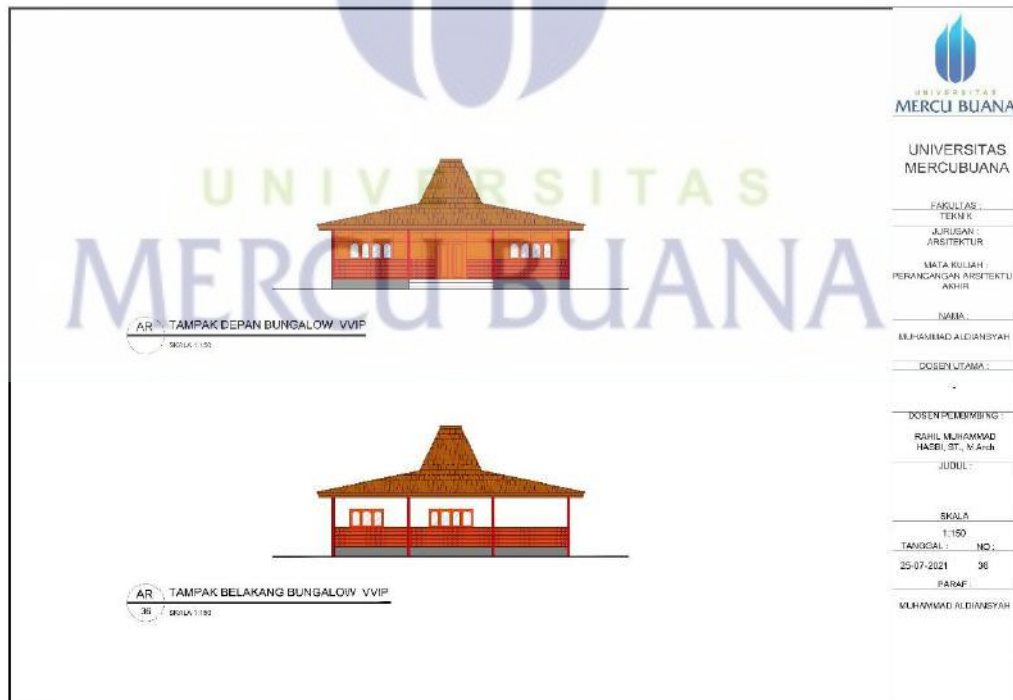 UNIVERSITAS
MERCU BUANA
AR
TAMPAK DEPAN BUNGALOW VVIP
SKALA 1:150
AR
36
TAMPAK BELAKANG BUNGALOW VVIP
SKALA 1:150
UNIVERSITAS
MERCU BUANA
UNIVERSITAS
MERCUBUANA
FAKULTAS :
TEKNIK
JURUSAN :
ARSITEKTUR
MATA KULIAH :
PERANCANGAN ARSITEKTU
AKHIR
NAMA :
MUHAMMAD ALDIANSYAH
DOSEN UTAMA :
-
DOSEN PEMBIMBING :
RAHIL MUHAMMAD
HASBI, ST., M.Arch
JUDUL :
SKALA
1:150
TANGGAL : NO :
25-07-2021 36
PARAF :
MUHAMMAD ALDIANSYAH